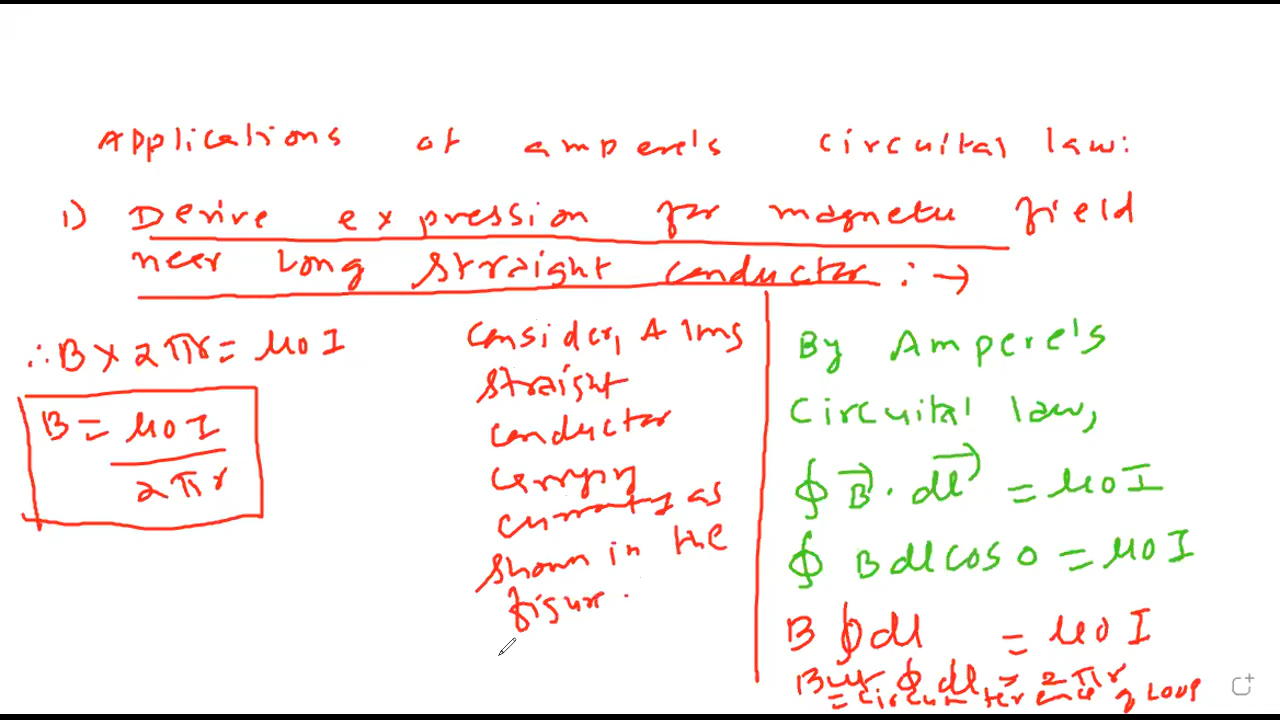 Applications of ampere's circuital law:
1) Derive expression for magnetic field
near long straight conductor :→
∴ B × 2πr = μ0 I
B = μ0 I / 2πr
Consider, A long
straight
conductor
carrying
current I as
shown in the
figure.
By Ampere's
Circuital law,
∮ B⃗ . dl⃗ = μ0 I
∮ B dl cos 0 = μ0 I
B ∮ dl = μ0 I
But ∮ dl = 2πr
= circumference of loop